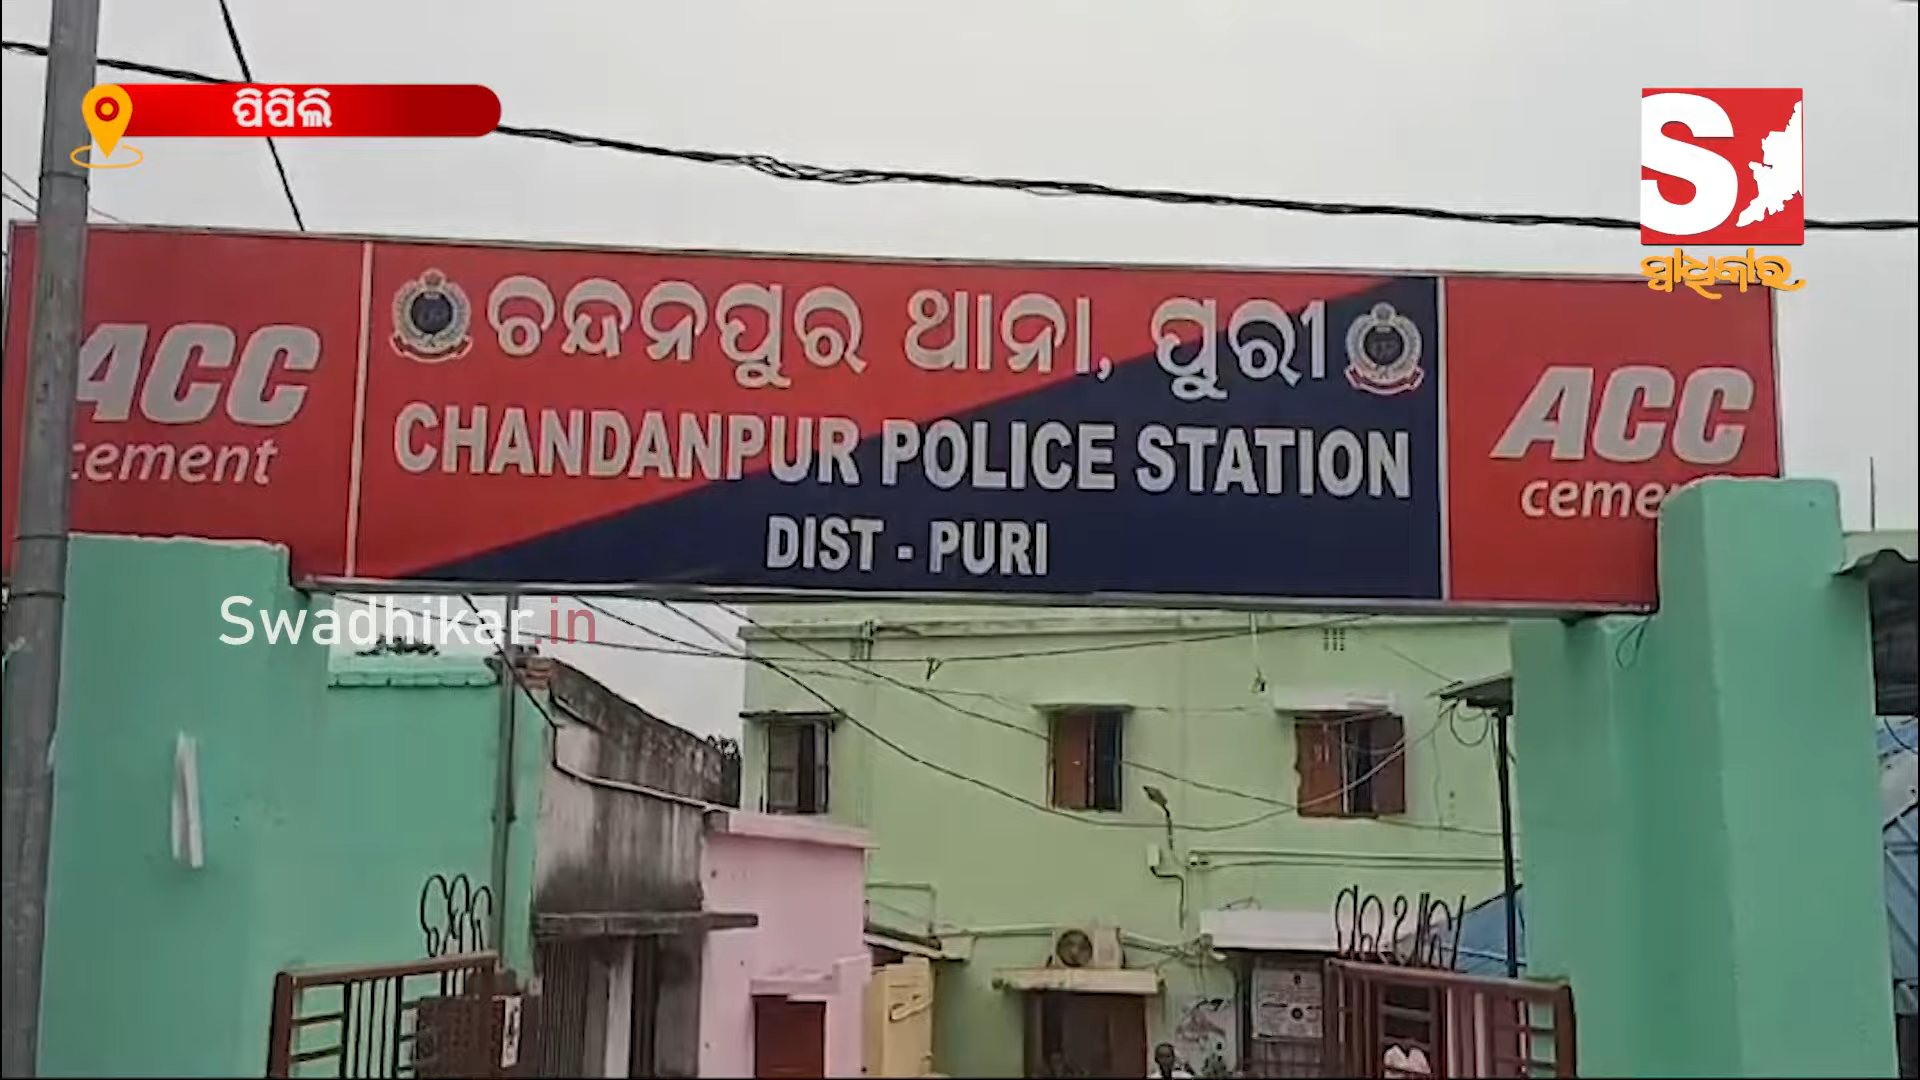 ପିପିଲି
S
ସ୍ୱାଧିକାର
ACC
cement
ଚନ୍ଦନପୁର ଥାନା, ପୁରୀ
CHANDANPUR POLICE STATION
DIST - PURI
ACC
ceme
Swadhikar.in